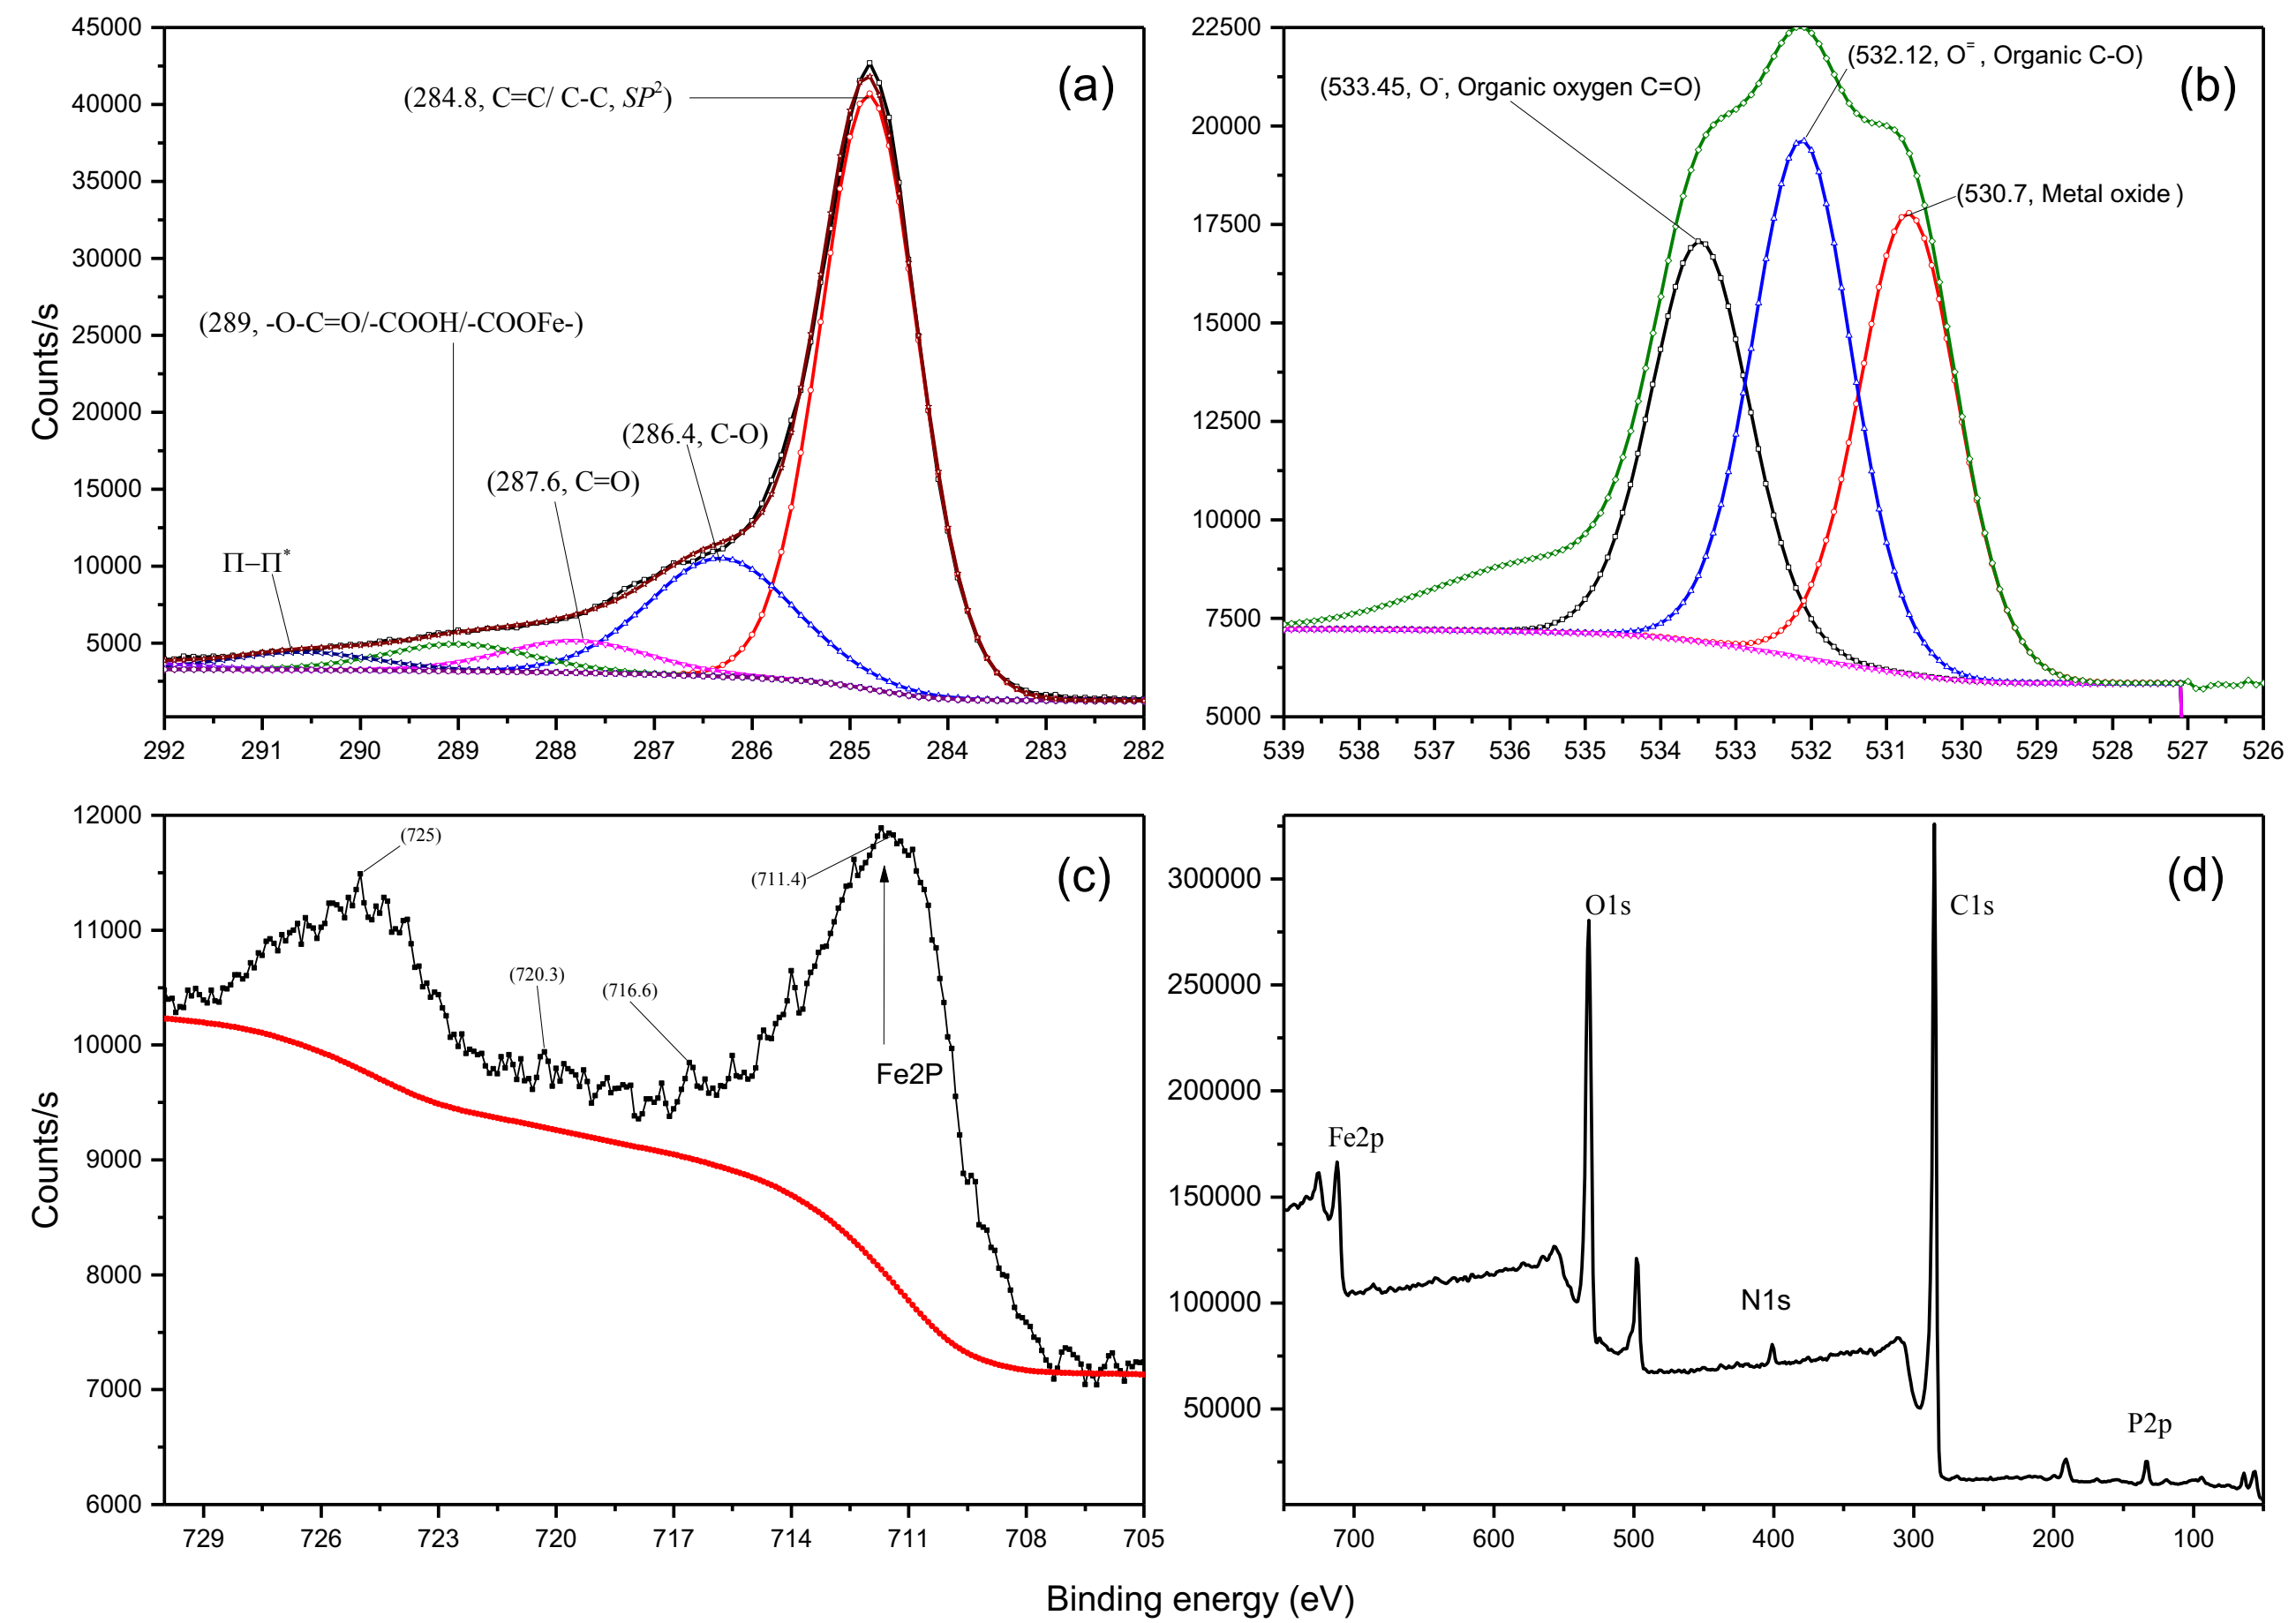 (a)
(284.8, C=C/ C-C, SP²)
(289, -O-C=O/-COOH/-COOFe-)
(286.4, C-O)
(287.6, C=O)
Π–Π*
Counts/s
45000
40000
35000
30000
25000
20000
15000
10000
5000
292 291 290 289 288 287 286 285 284 283 282
(b)
(532.12, O⁼, Organic C-O)
(533.45, O⁻, Organic oxygen C=O)
(530.7, Metal oxide)
22500
20000
17500
15000
12500
10000
7500
5000
539 538 537 536 535 534 533 532 531 530 529 528 527 526
(c)
(725)
(711.4)
(720.3)
(716.6)
Fe2P
Counts/s
12000
11000
10000
9000
8000
7000
6000
729 726 723 720 717 714 711 708 705
(d)
O1s
C1s
Fe2p
N1s
P2p
300000
250000
200000
150000
100000
50000
700 600 500 400 300 200 100
Binding energy (eV)